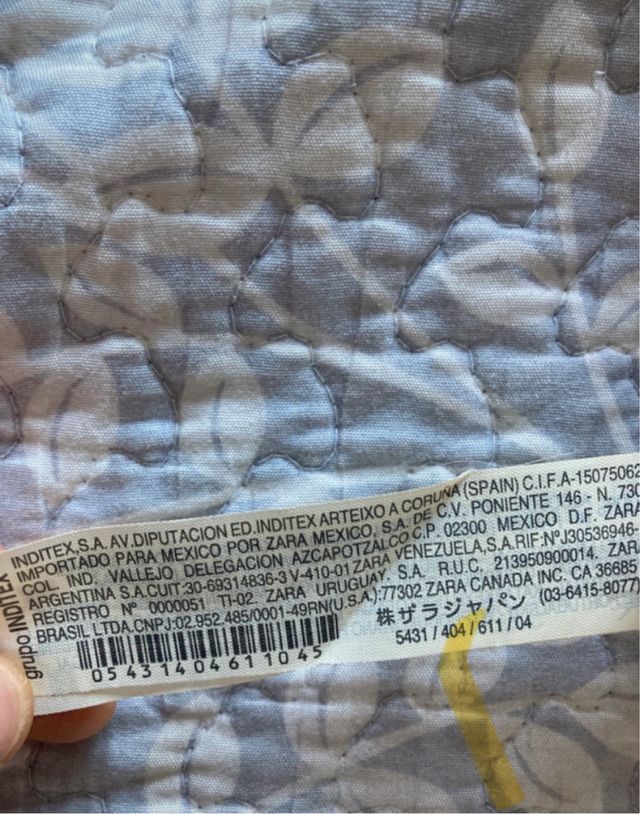 grupo INDITEX
INDITEX,S.A. AV.DIPUTACION ED.INDITEX ARTEIXO A CORUÑA (SPAIN) C.I.F.A-15075062
IMPORTADO PARA MEXICO POR ZARA MEXICO, S.A. DE C.V. PONIENTE 146 - N. 730
COL. IND. VALLEJO DELEGACION AZCAPOTZALCO C.P. 02300 MEXICO D.F. ZARA
ARGENTINA S.A.CUIT:30-69314836-3 V-410-01 ZARA VENEZUELA,S.A.RIF:NºJ30536946
REGISTRO Nº 0000051 TI-02 ZARA URUGUAY S.A. R.U.C. 213950900014. ZARA
BRASIL LTDA.CNPJ:02.952.485/0001-49RN(U.S.A.):77302 ZARA CANADA INC. CA 36685
株ザラジャパン (03-6415-8077
5431 / 404 / 611 / 04
05431404611045